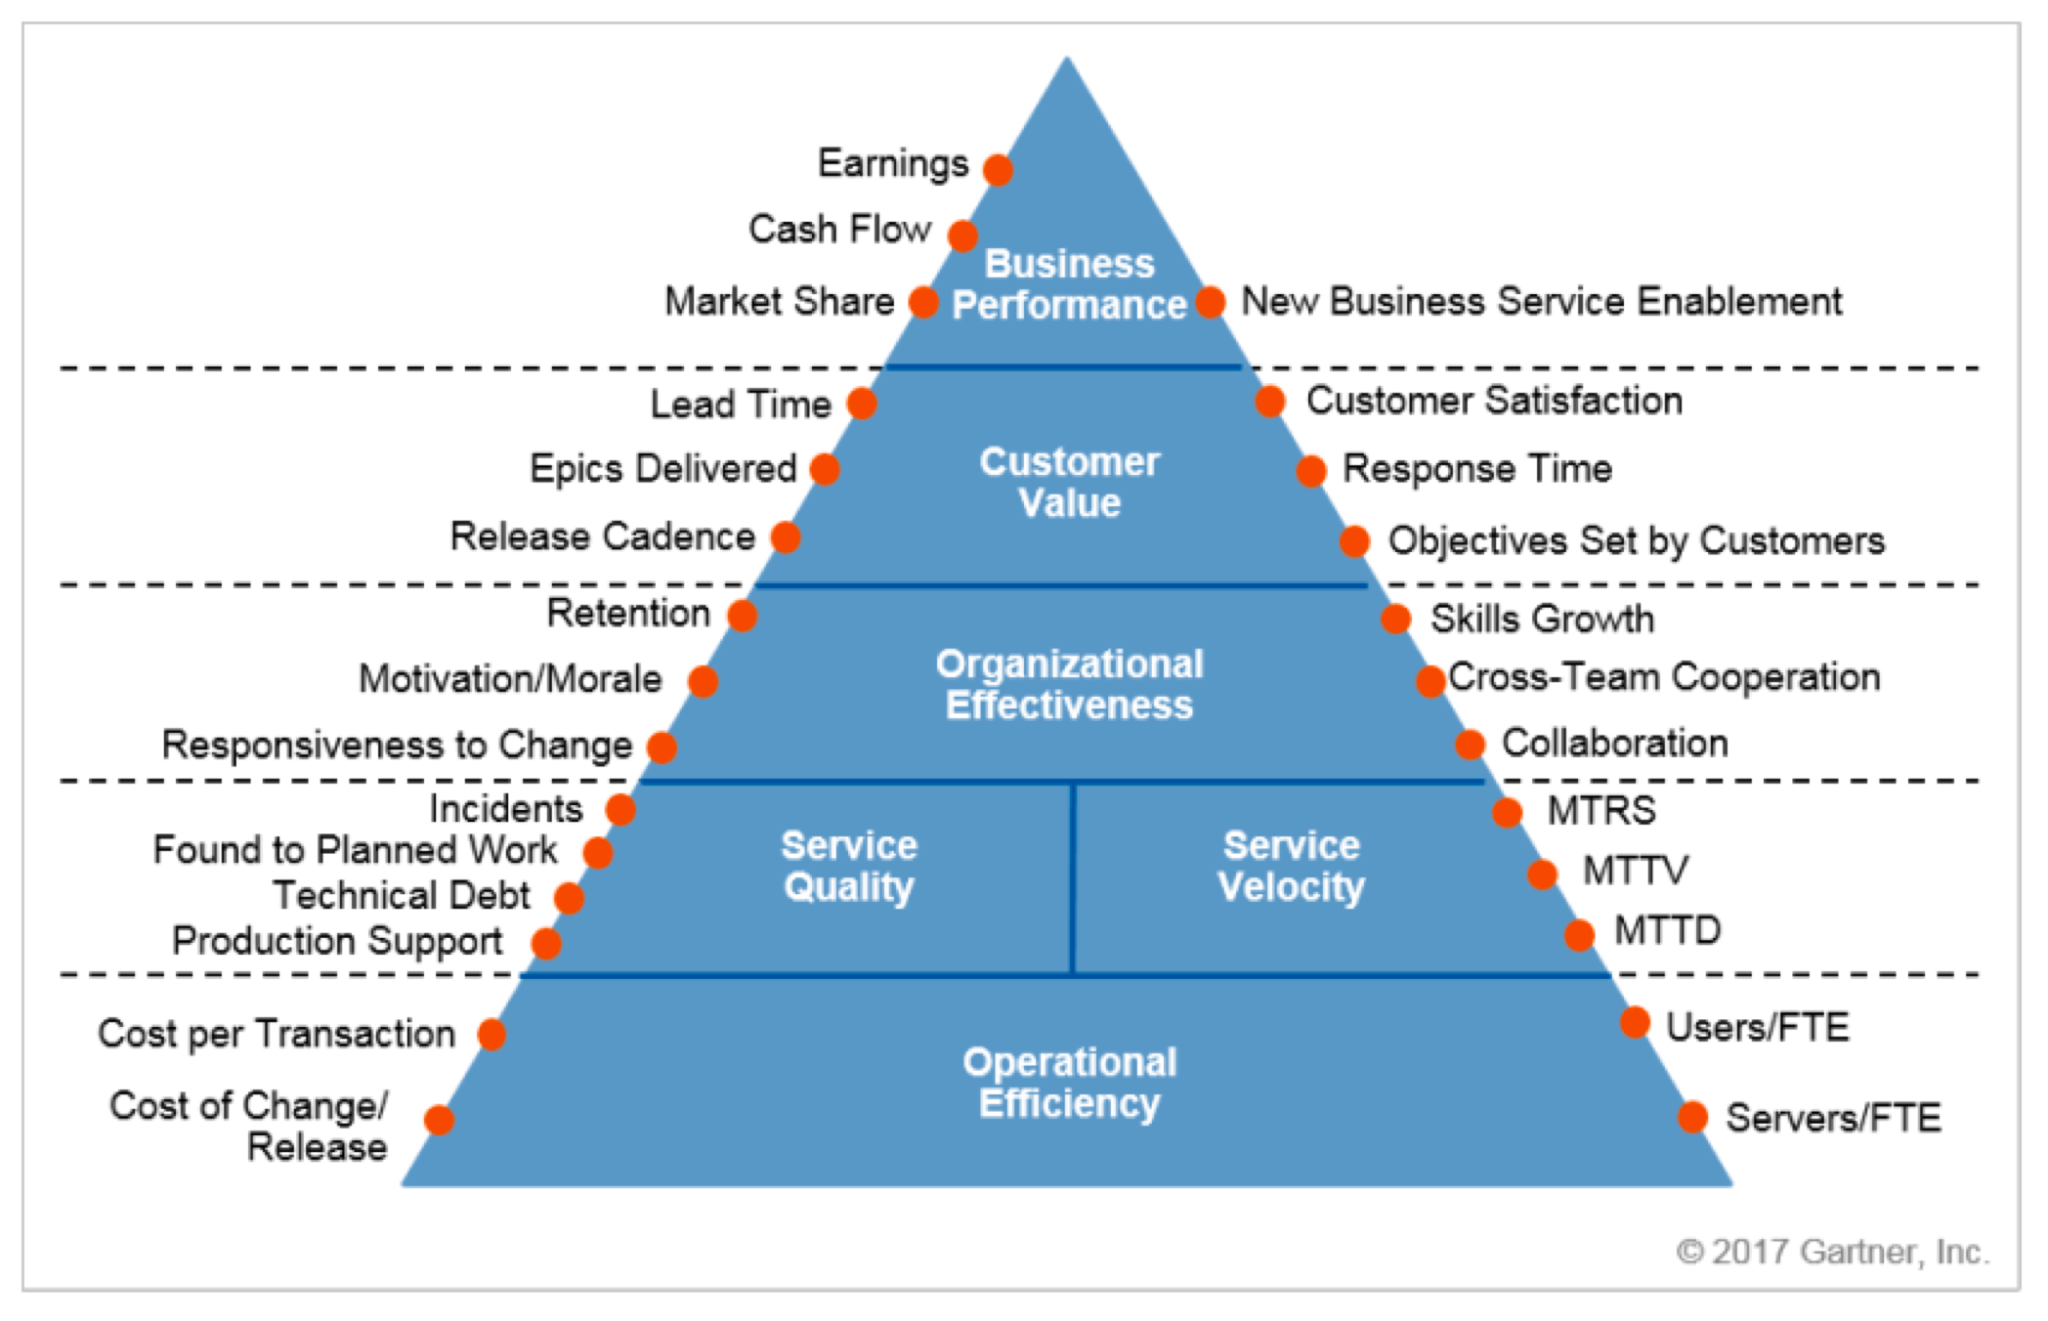 Earnings
Cash Flow
Business
Performance
Market Share
New Business Service Enablement
Lead Time
Customer Satisfaction
Epics Delivered
Customer
Value
Response Time
Release Cadence
Objectives Set by Customers
Retention
Skills Growth
Motivation/Morale
Organizational
Effectiveness
Cross-Team Cooperation
Responsiveness to Change
Collaboration
Incidents
MTRS
Found to Planned Work
Service
Quality
Service
Velocity
MTTV
Technical Debt
Production Support
MTTD
Cost per Transaction
Users/FTE
Operational
Efficiency
Cost of Change/
Release
Servers/FTE
© 2017 Gartner, Inc.